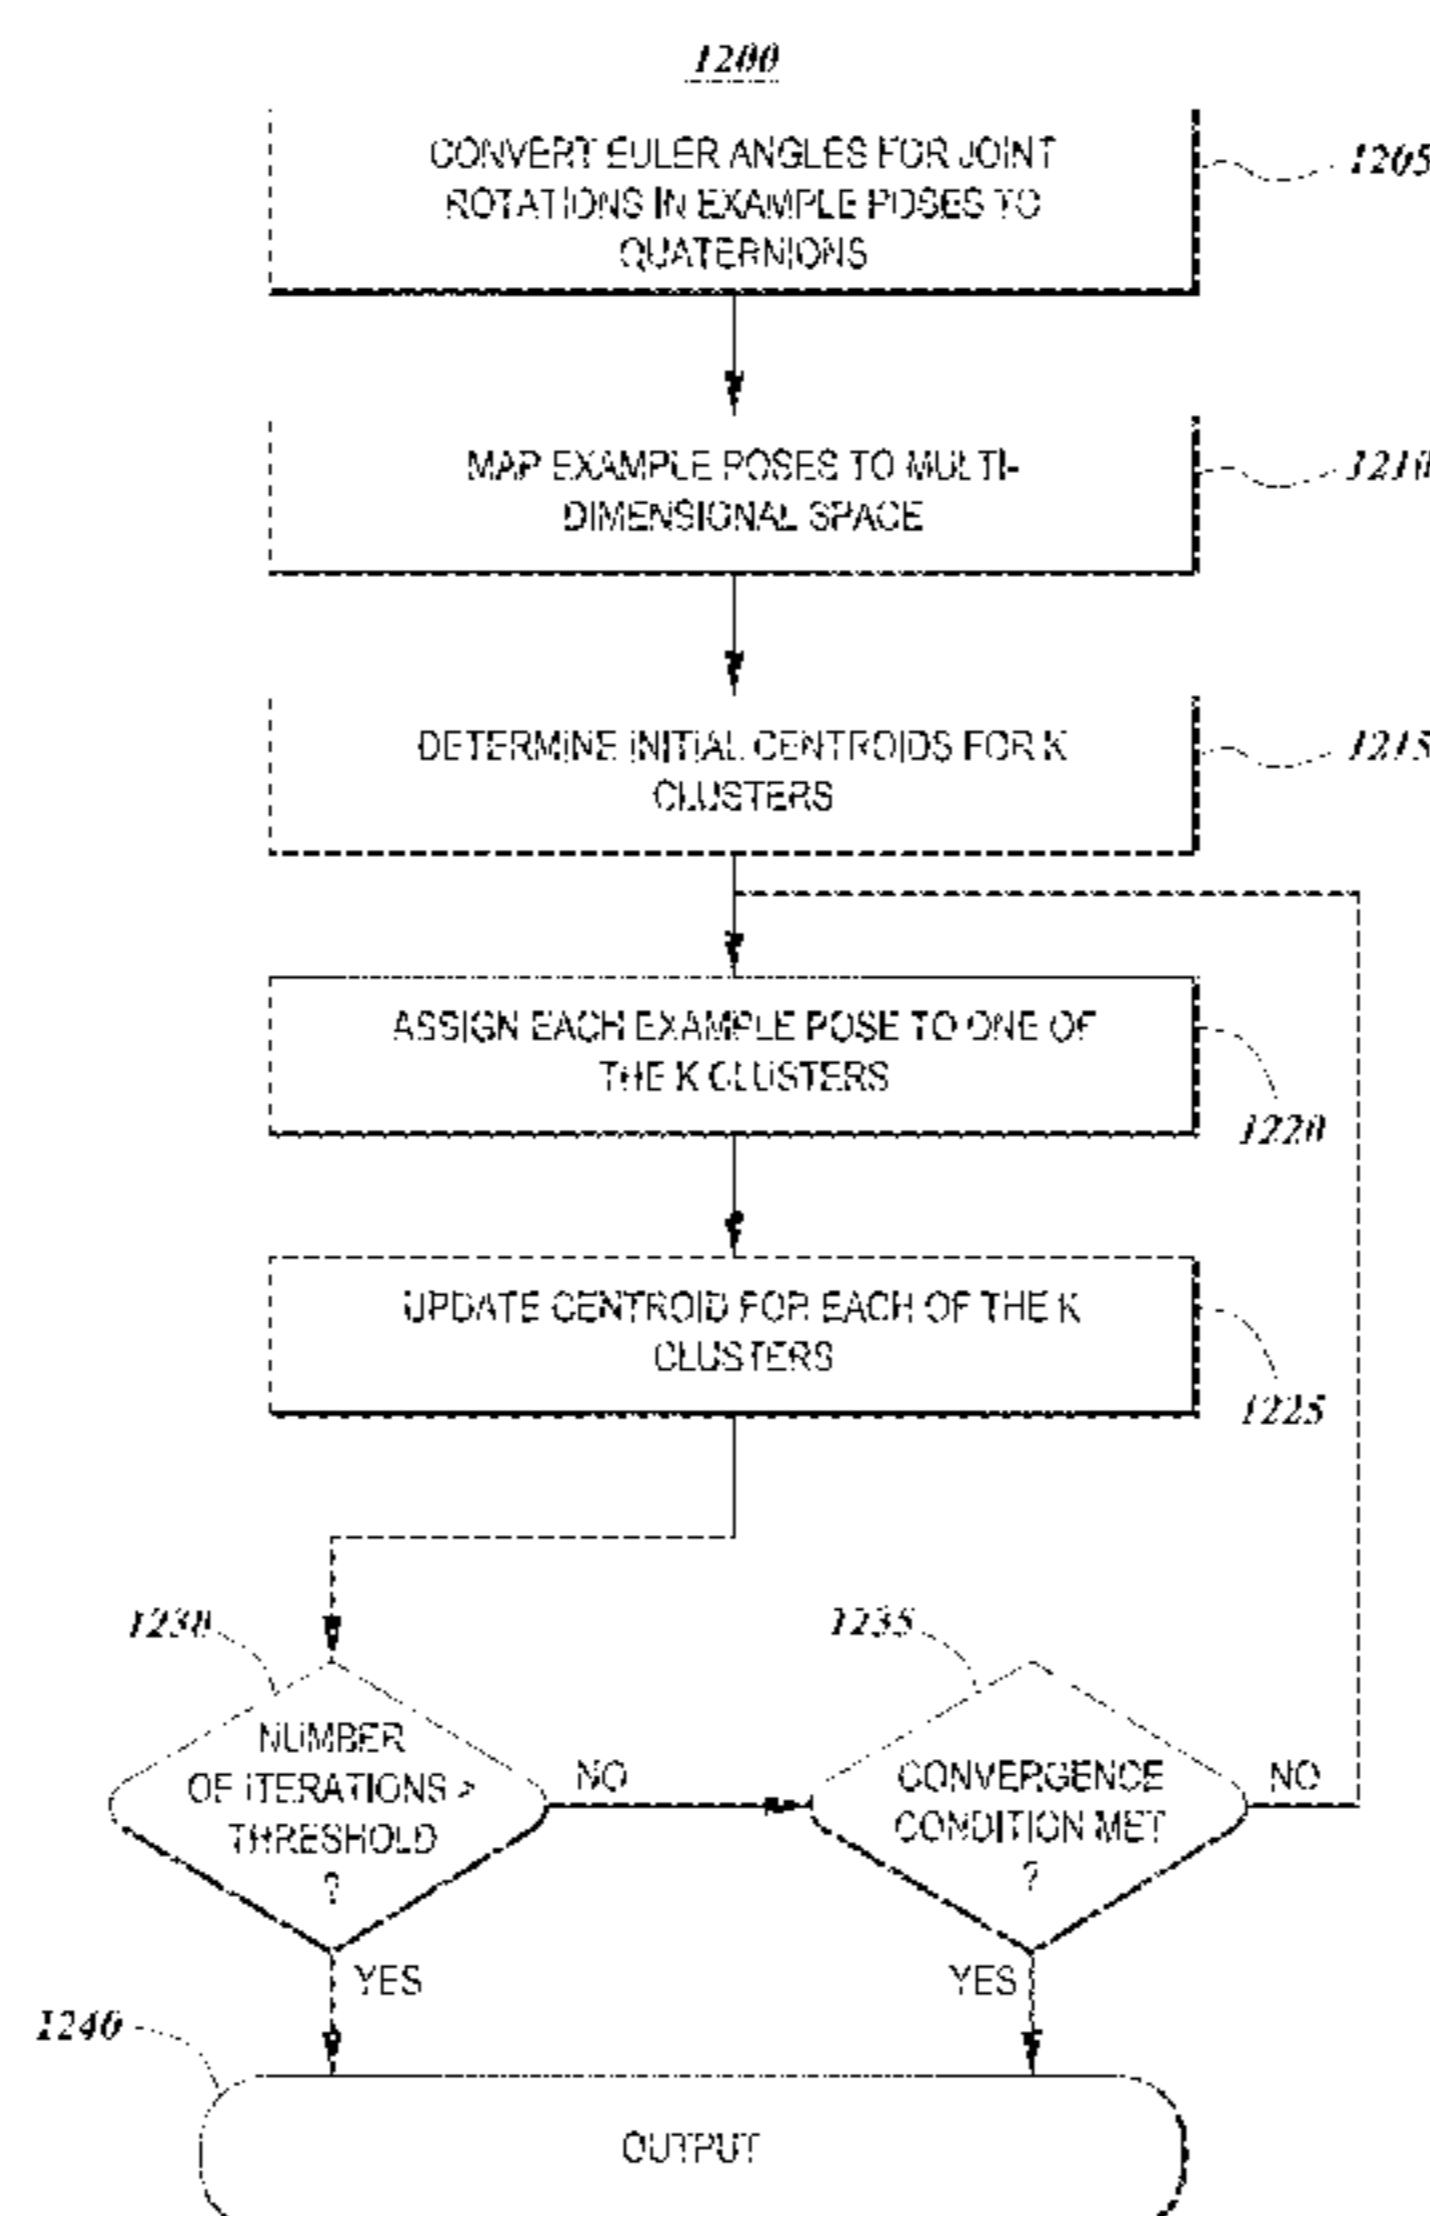 1200
CONVERT EULER ANGLES FOR JOINT
ROTATIONS IN EXAMPLE POSES TO
QUATERNIONS
1205
MAP EXAMPLE POSES TO MULTI-
DIMENSIONAL SPACE
1210
DETERMINE INITIAL CENTROIDS FOR K
CLUSTERS
1215
ASSIGN EACH EXAMPLE POSE TO ONE OF
THE K CLUSTERS
1220
UPDATE CENTROID FOR EACH OF THE K
CLUSTERS
1225
1230
1235
NUMBER
OF ITERATIONS >
THRESHOLD
?
NO
CONVERGENCE
CONDITION MET
?
NO
YES
YES
1240
OUTPUT